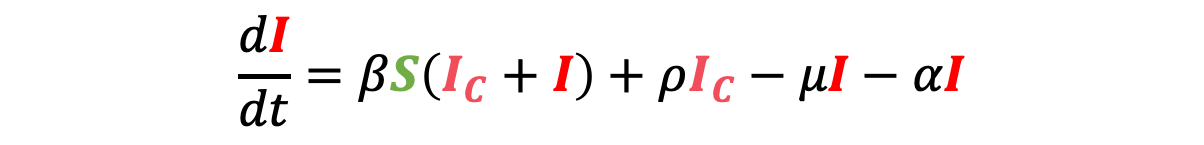 dI/dt = βS(I_C + I) + ρI_C − μI − αI